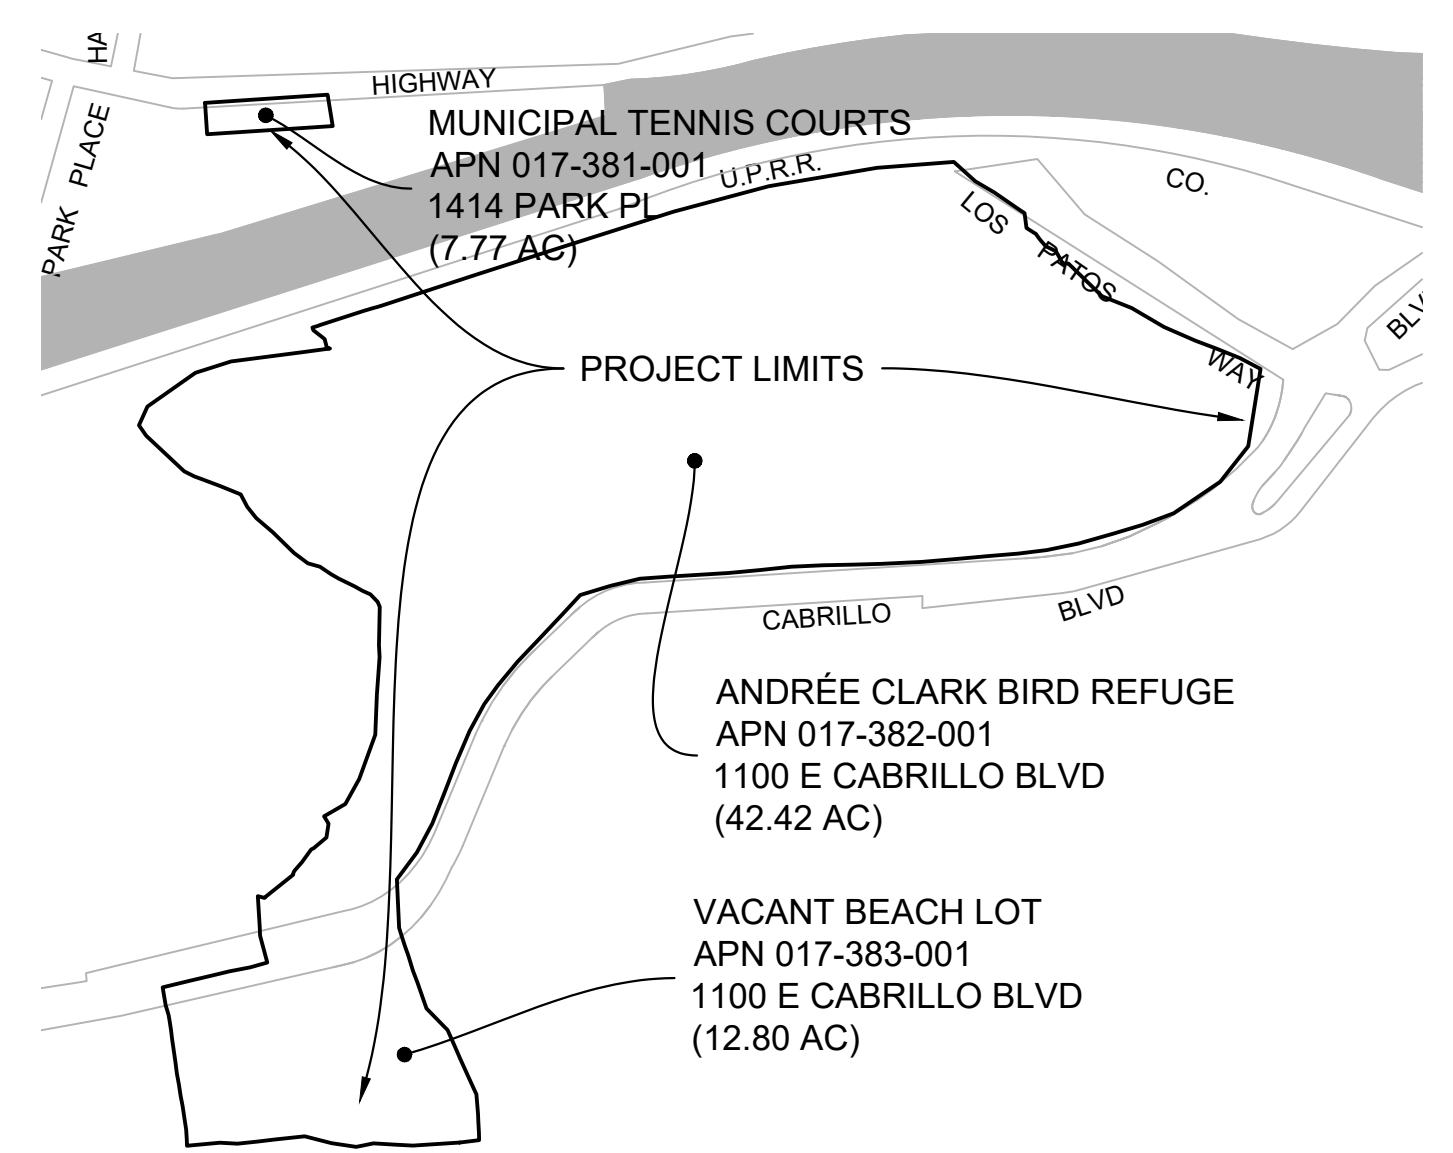 HA
HIGHWAY
PARK PLACE
MUNICIPAL TENNIS COURTS
APN 017-381-001
1414 PARK PL
(7.77 AC)
U.P.R.R.
CO.
LOS PATOS WAY
BLV
PROJECT LIMITS
CABRILLO BLVD
ANDRÉE CLARK BIRD REFUGE
APN 017-382-001
1100 E CABRILLO BLVD
(42.42 AC)
VACANT BEACH LOT
APN 017-383-001
1100 E CABRILLO BLVD
(12.80 AC)